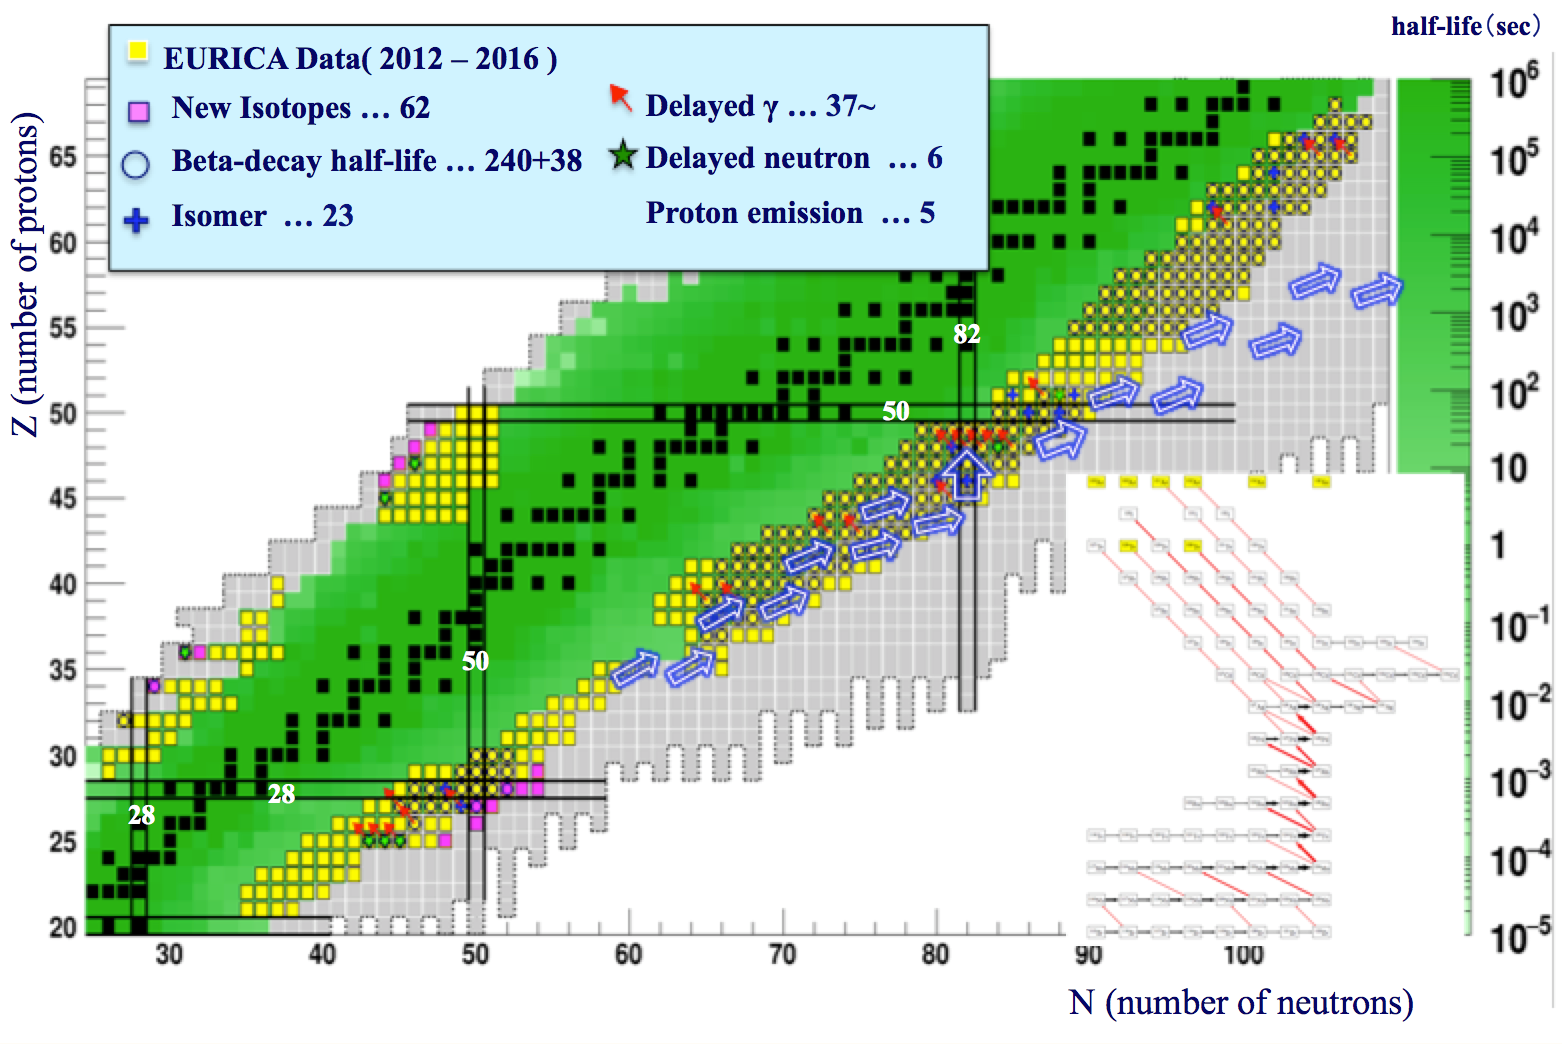 half-life(sec)
EURICA Data( 2012 – 2016 )
New Isotopes … 62
Delayed γ … 37~
Beta-decay half-life … 240+38
Delayed neutron … 6
Isomer … 23
Proton emission … 5
Z (number of protons)
65
60
55
50
45
40
35
30
25
20
82
50
50
28
28
10⁶
10⁵
10⁴
10³
10²
10
1
10⁻¹
10⁻²
10⁻³
10⁻⁴
10⁻⁵
30 40 50 60 70 80 90 100
N (number of neutrons)